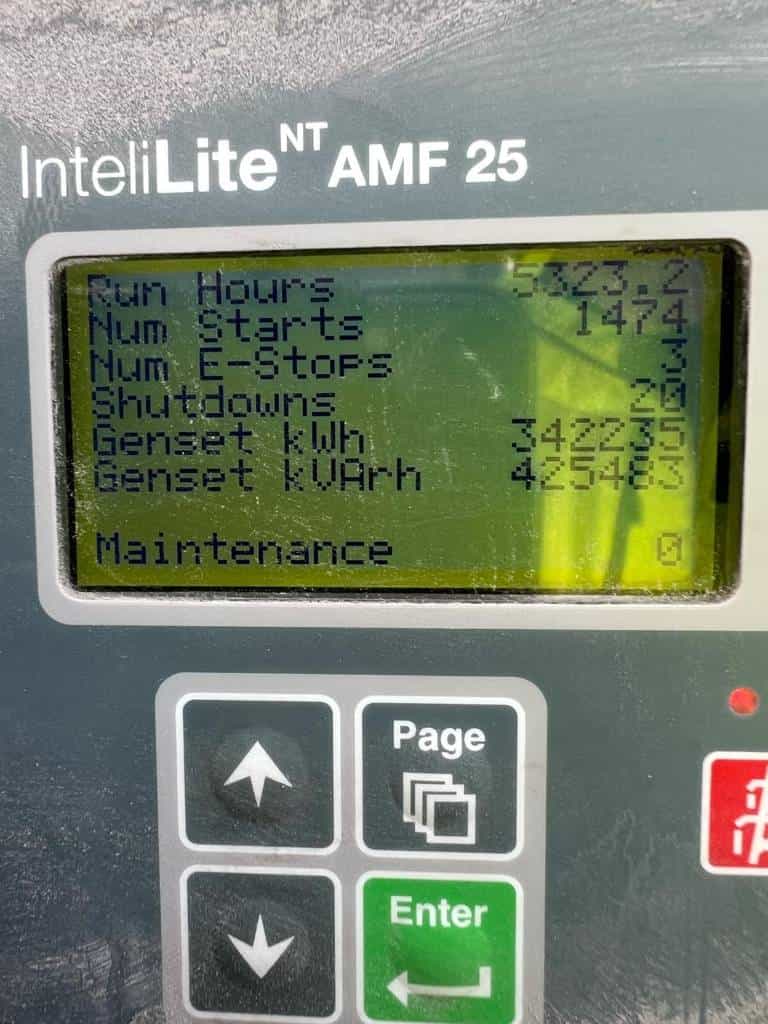 InteliLite NT AMF 25
Run Hours 5323.2
Num Starts 1474
Num E-Stops 3
Shutdowns 20
Genset kWh 342235
Genset kVArh 425483
Maintenance 0
Page
Enter